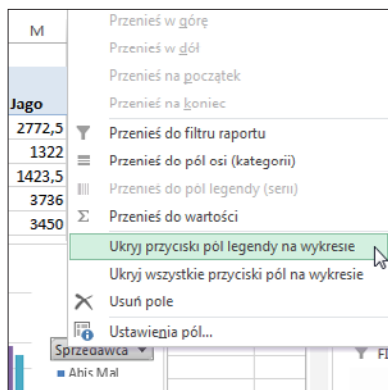 M
Jago
2772,5
1322
1423,5
3736
3450
Przenieś w górę
Przenieś w dół
Przenieś na początek
Przenieś na koniec
Przenieś do filtru raportu
Przenieś do pól osi (kategorii)
Przenieś do pól legendy (serii)
Σ Przenieś do wartości
Ukryj przyciski pól legendy na wykresie
Ukryj wszystkie przyciski pól na wykresie
Usuń pole
Ustawienia pól...
Sprzedawca
Abis Mal